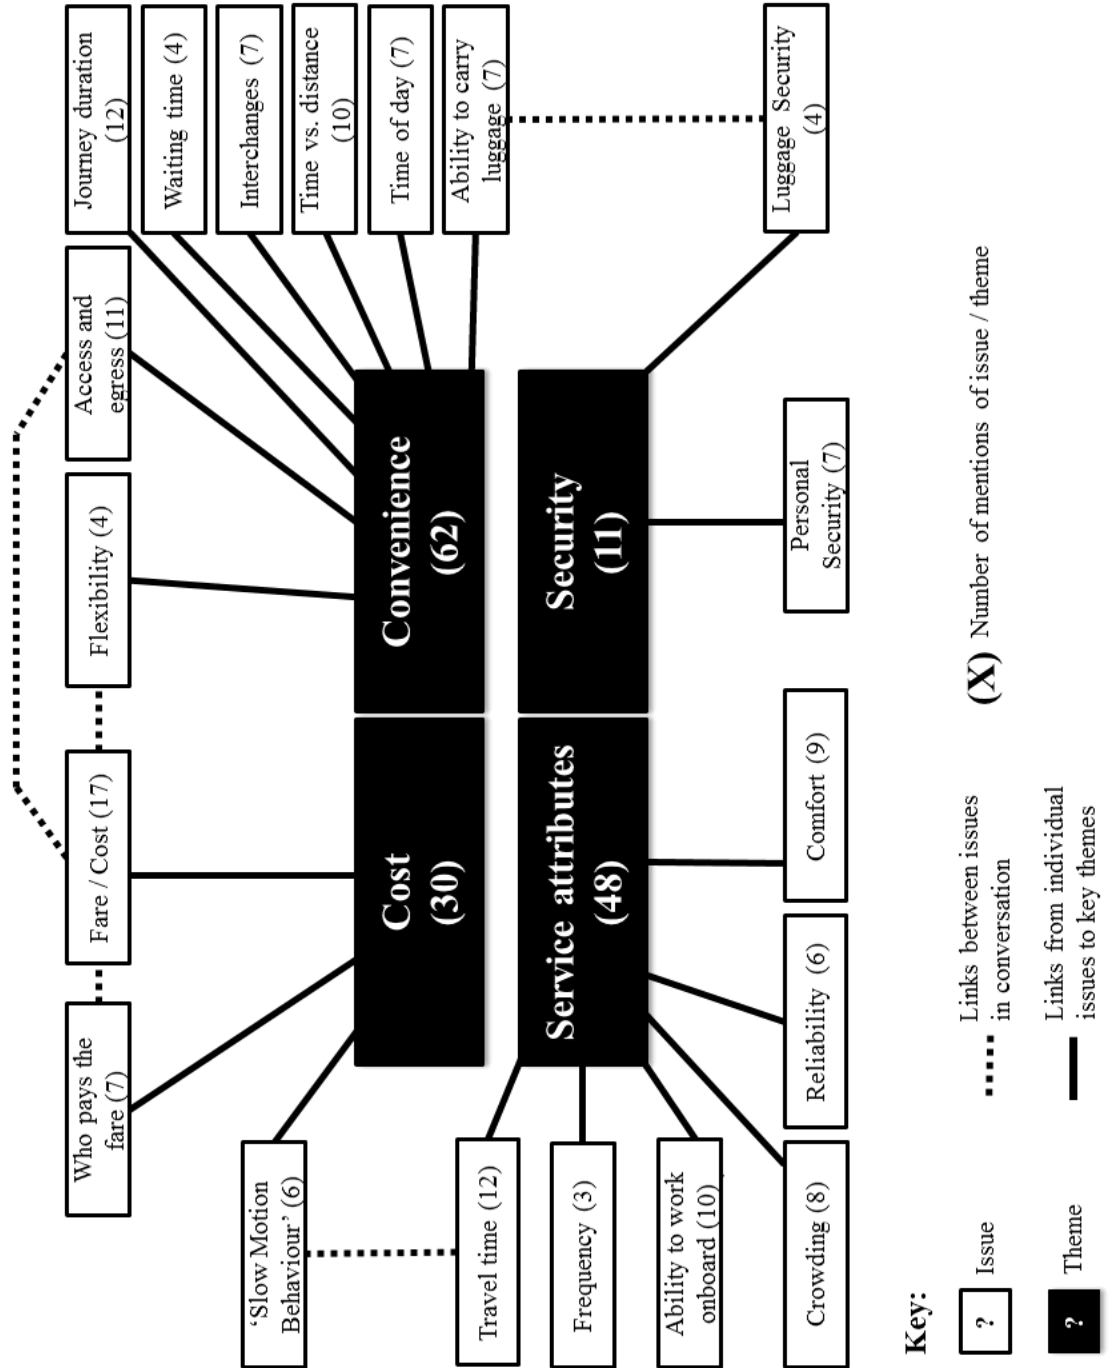 Who pays the
fare (7)
Fare / Cost (17)
Flexibility (4)
Access and
egress (11)
Journey duration
(12)
Waiting time (4)
Interchanges (7)
Time vs. distance
(10)
Time of day (7)
Ability to carry
luggage (7)
‘Slow Motion
Behaviour’ (6)
Cost
(30)
Convenience
(62)
Travel time (12)
Frequency (3)
Ability to work
onboard (10)
Service attributes
(48)
Security
(11)
Luggage Security
(4)
Crowding (8)
Reliability (6)
Comfort (9)
Personal
Security (7)
Key:
?
Issue
Links between issues
in conversation
(X) Number of mentions of issue / theme
?
Theme
Links from individual
issues to key themes